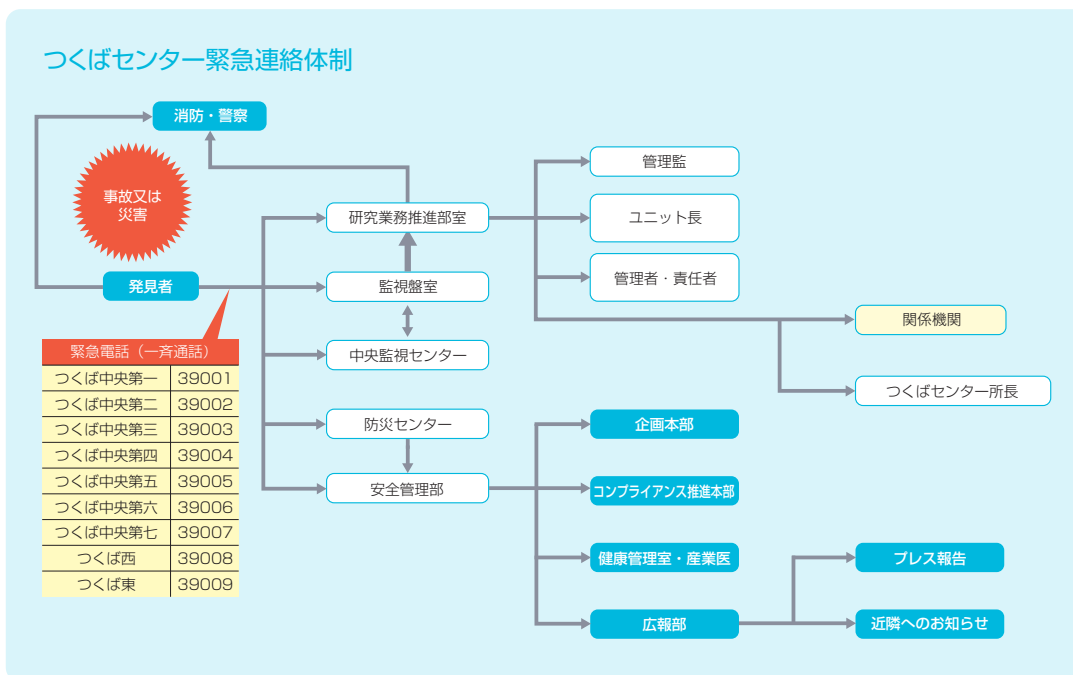 つくばセンター緊急連絡体制
消防・警察
事故又は
災害
発見者
緊急電話（一斉通話）
つくば中央第一 39001
つくば中央第二 39002
つくば中央第三 39003
つくば中央第四 39004
つくば中央第五 39005
つくば中央第六 39006
つくば中央第七 39007
つくば西 39008
つくば東 39009
研究業務推進部室
監視盤室
中央監視センター
防災センター
安全管理部
管理監
ユニット長
管理者・責任者
関係機関
つくばセンター所長
企画本部
コンプライアンス推進本部
健康管理室・産業医
広報部
プレス報告
近隣へのお知らせ